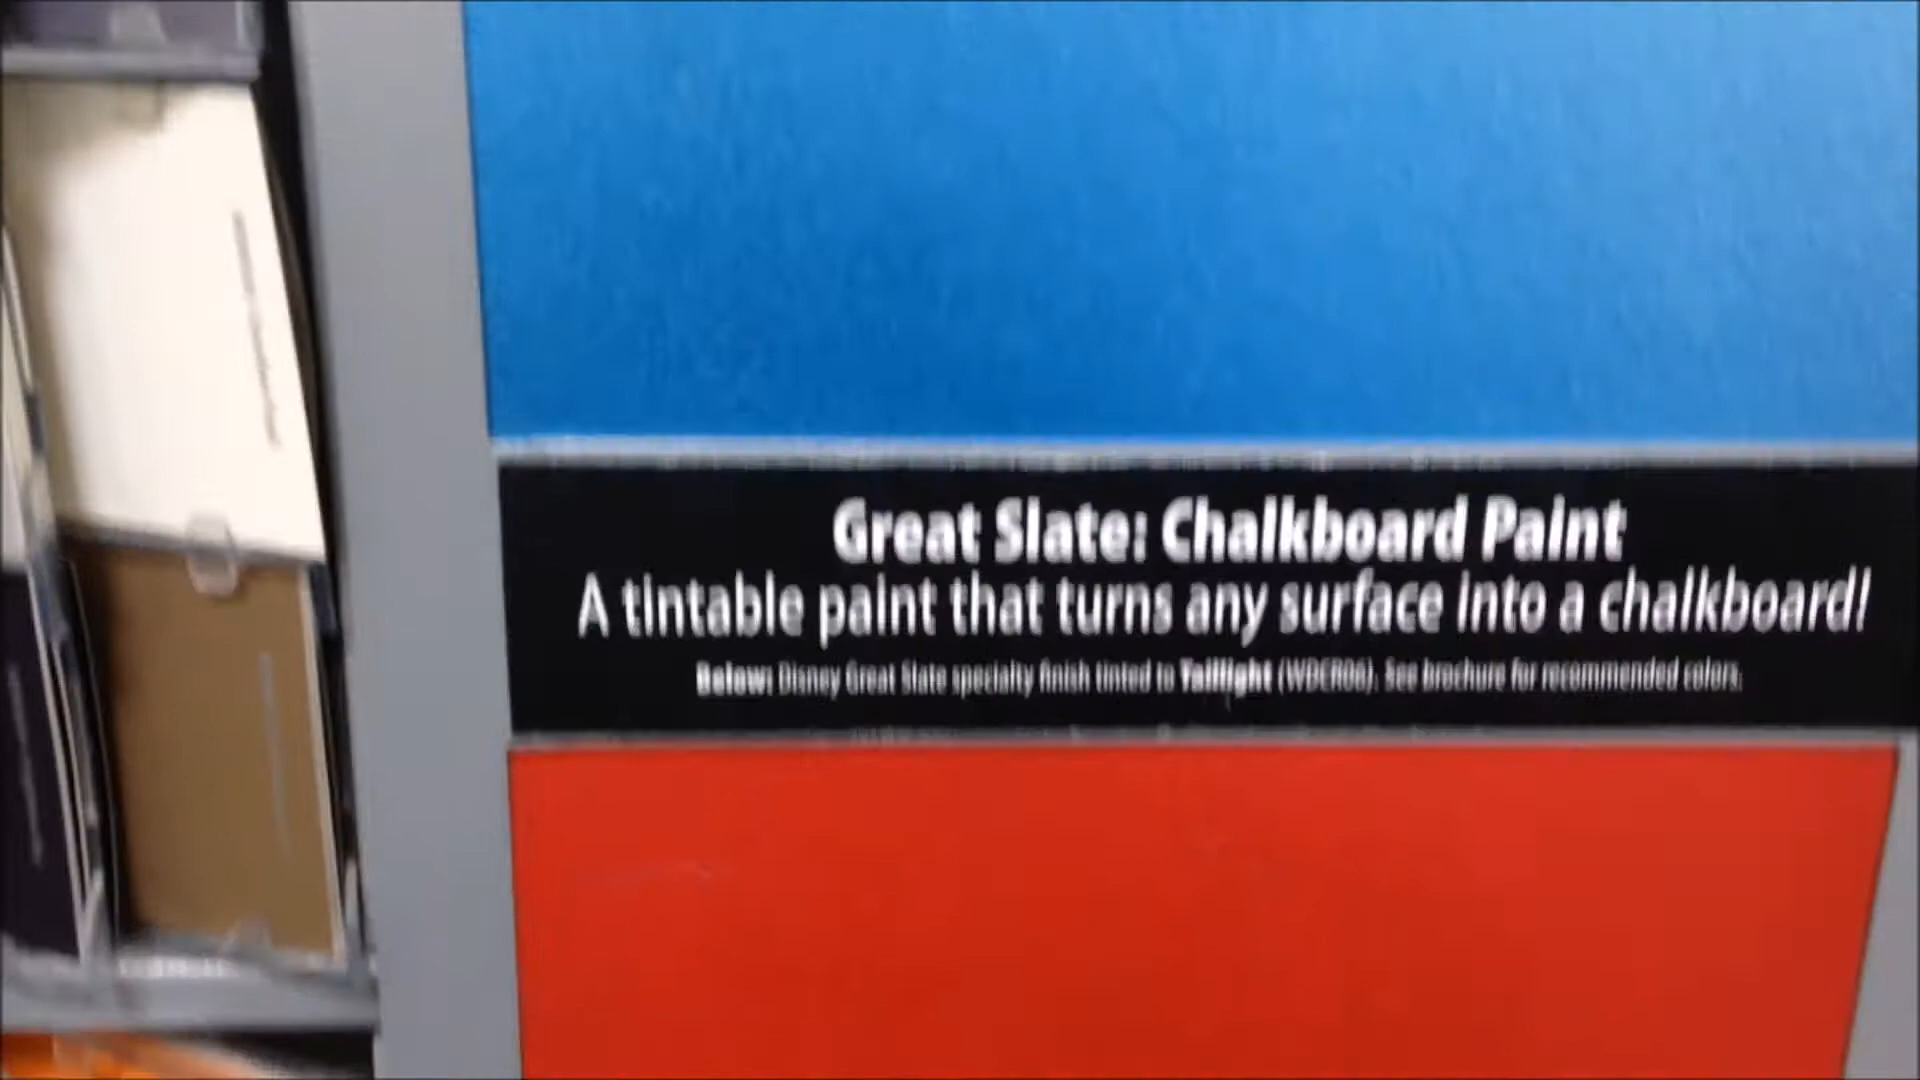 Great Slate: Chalkboard Paint
A tintable paint that turns any surface into a chalkboard!
Below: Disney Great Slate specialty finish tinted to Taillight (WDCR06). See brochure for recommended colors.